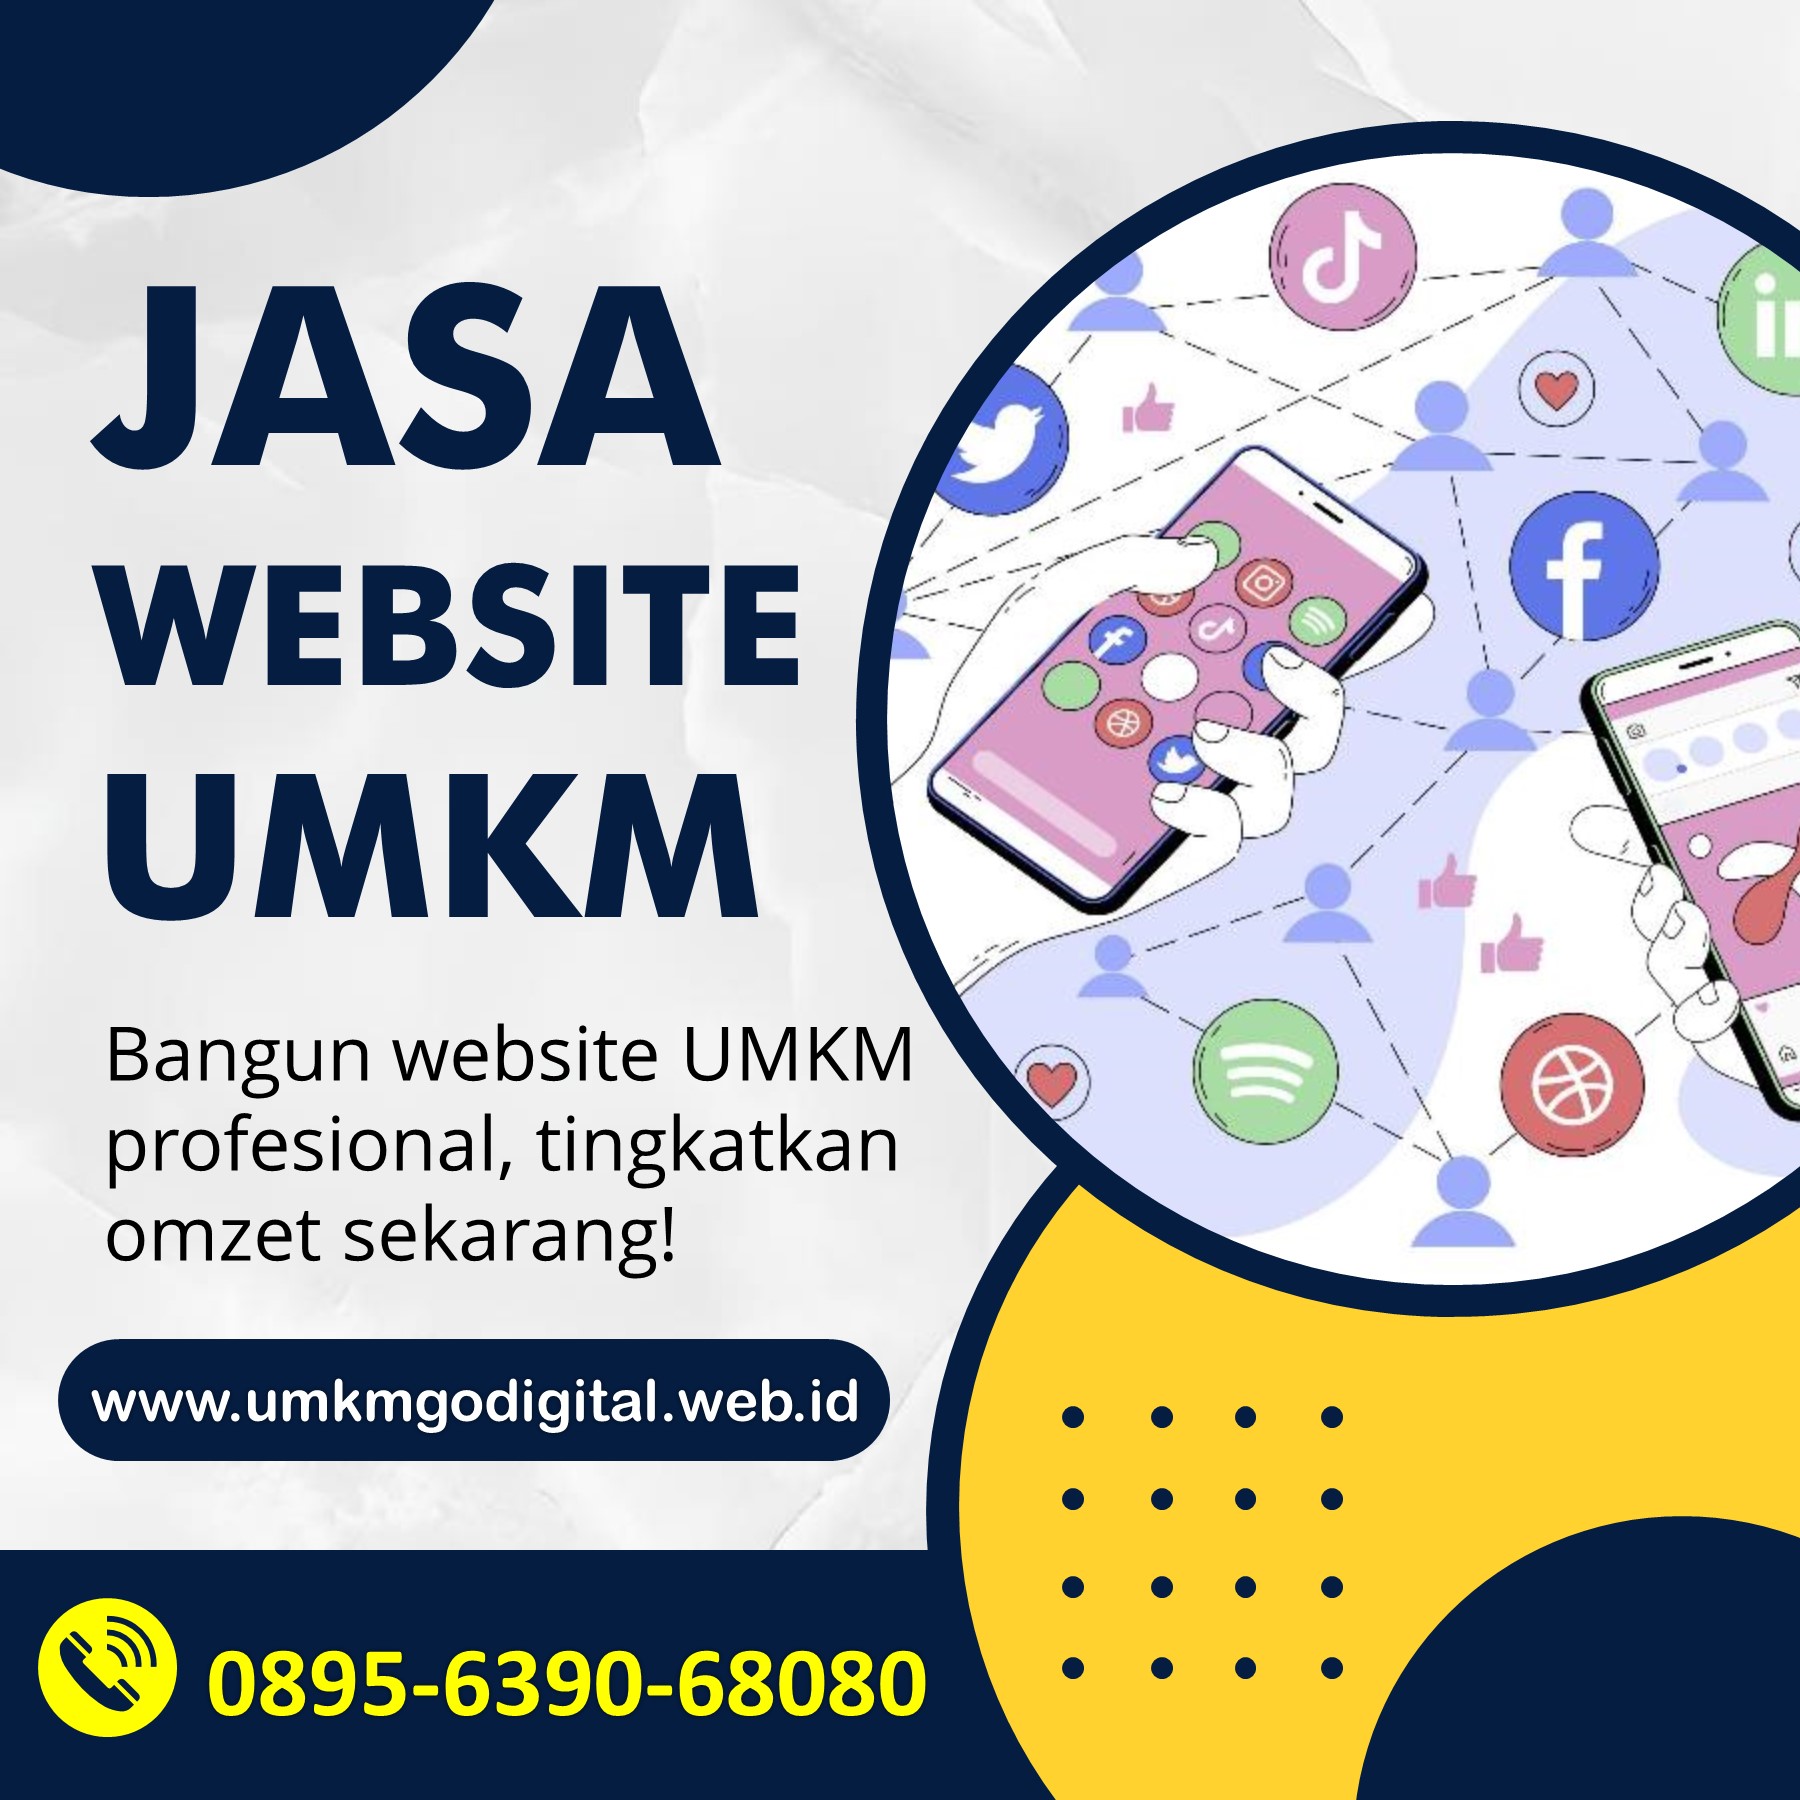 JASA
WEBSITE
UMKM
Bangun website UMKM
profesional, tingkatkan
omzet sekarang!
www.umkmgodigital.web.id
0895-6390-68080